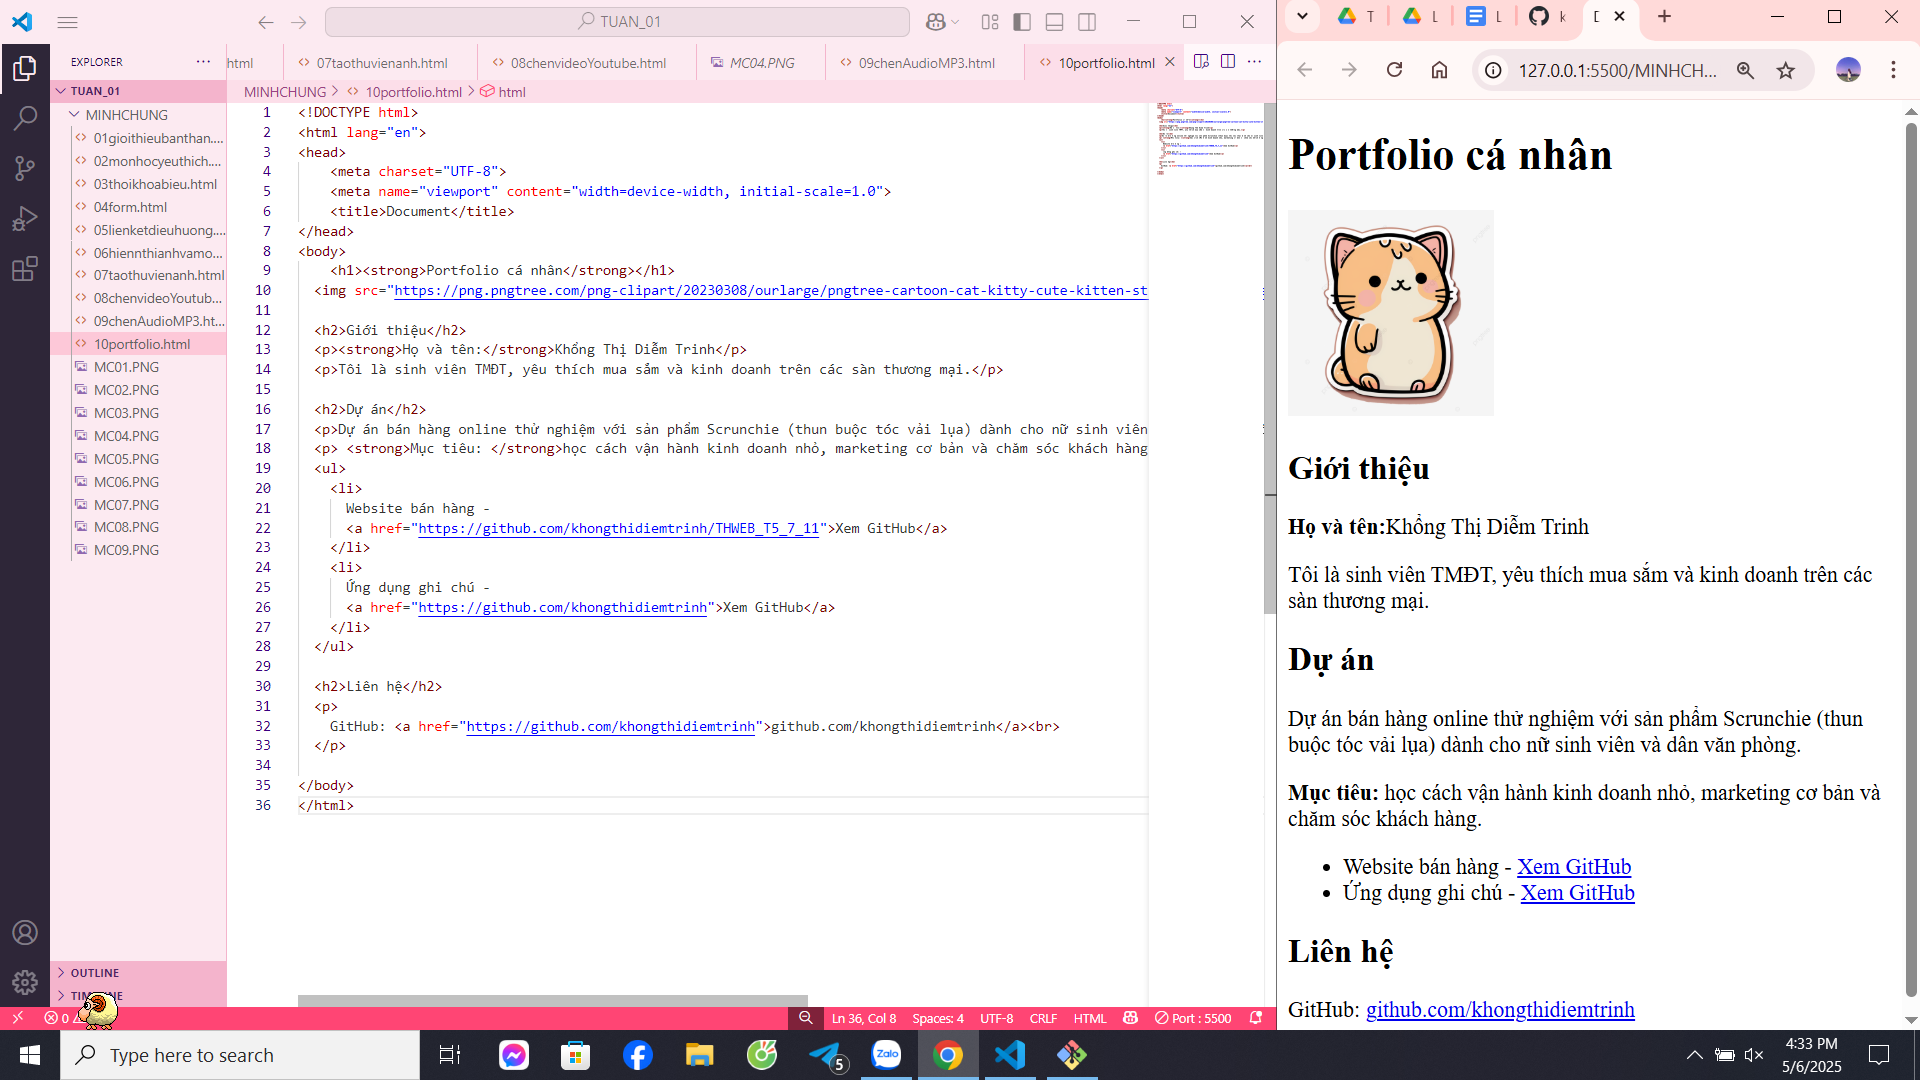 TUAN_01
EXPLORER
html
07taothuvienanh.html
08chenvideoYoutube.html
MC04.PNG
09chenAudioMP3.html
10portfolio.html
TUAN_01
MINHCHUNG
01gioithieubanthan....
02monhocyeuthich....
03thoikhoabieu.html
04form.html
05lienketdieuhuong....
06hiennthianhvamo...
07taothuvienanh.html
08chenvideoYoutub...
09chenAudioMP3.ht...
10portfolio.html
MC01.PNG
MC02.PNG
MC03.PNG
MC04.PNG
MC05.PNG
MC06.PNG
MC07.PNG
MC08.PNG
MC09.PNG
OUTLINE
MINHCHUNG > 10portfolio.html > html
1 <!DOCTYPE html>
2 <html lang="en">
3 <head>
4 <meta charset="UTF-8">
5 <meta name="viewport" content="width=device-width, initial-scale=1.0">
6 <title>Document</title>
7 </head>
8 <body>
9 <h1><strong>Portfolio cá nhân</strong></h1>
10 <img src="https://png.pngtree.com/png-clipart/20230308/ourlarge/pngtree-cartoon-cat-kitty-cute-kitten-st
11
12 <h2>Giới thiệu</h2>
13 <p><strong>Họ và tên:</strong>Khổng Thị Diễm Trinh</p>
14 <p>Tôi là sinh viên TMĐT, yêu thích mua sắm và kinh doanh trên các sàn thương mại.</p>
15
16 <h2>Dự án</h2>
17 <p>Dự án bán hàng online thử nghiệm với sản phẩm Scrunchie (thun buộc tóc vải lụa) dành cho nữ sinh viên
18 <p> <strong>Mục tiêu: </strong>học cách vận hành kinh doanh nhỏ, marketing cơ bản và chăm sóc khách hàng
19 <ul>
20 <li>
21 Website bán hàng -
22 <a href="https://github.com/khongthidiemtrinh/THWEB_T5_7_11">Xem GitHub</a>
23 </li>
24 <li>
25 Ứng dụng ghi chú -
26 <a href="https://github.com/khongthidiemtrinh">Xem GitHub</a>
27 </li>
28 </ul>
29
30 <h2>Liên hệ</h2>
31 <p>
32 GitHub: <a href="https://github.com/khongthidiemtrinh">github.com/khongthidiemtrinh</a><br>
33 </p>
34
35 </body>
36 </html>
0
Ln 36, Col 8
Spaces: 4
UTF-8
CRLF
HTML
Port : 5500
T
L
L
k
127.0.0.1:5500/MINHCH...
Portfolio cá nhân
Giới thiệu
Họ và tên:Khổng Thị Diễm Trinh
Tôi là sinh viên TMĐT, yêu thích mua sắm và kinh doanh trên các
sàn thương mại.
Dự án
Dự án bán hàng online thử nghiệm với sản phẩm Scrunchie (thun
buộc tóc vải lụa) dành cho nữ sinh viên và dân văn phòng.
Mục tiêu: học cách vận hành kinh doanh nhỏ, marketing cơ bản và
chăm sóc khách hàng.
Website bán hàng - Xem GitHub
Ứng dụng ghi chú - Xem GitHub
Liên hệ
GitHub: github.com/khongthidiemtrinh
Type here to search
5
Zalo
4:33 PM
5/6/2025